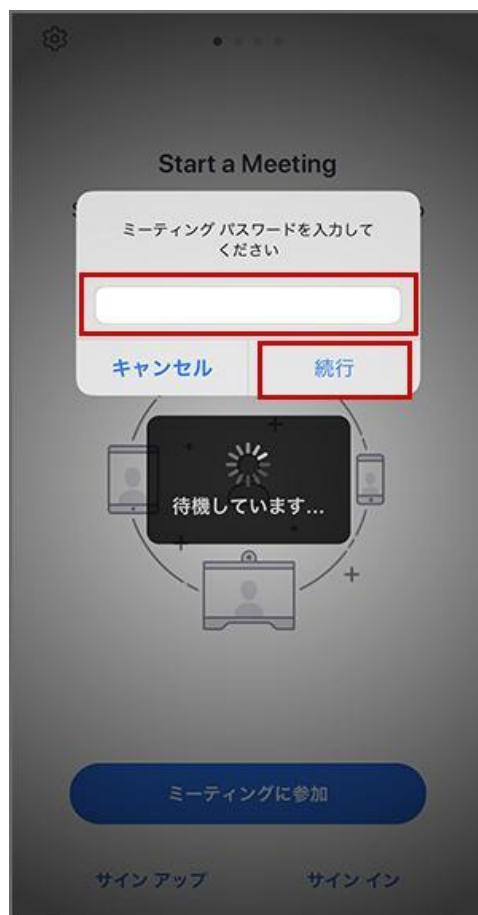 Start a Meeting
ミーティング パスワードを入力して
ください
キャンセル
続行
待機しています...
ミーティングに参加
サイン アップ
サイン イン